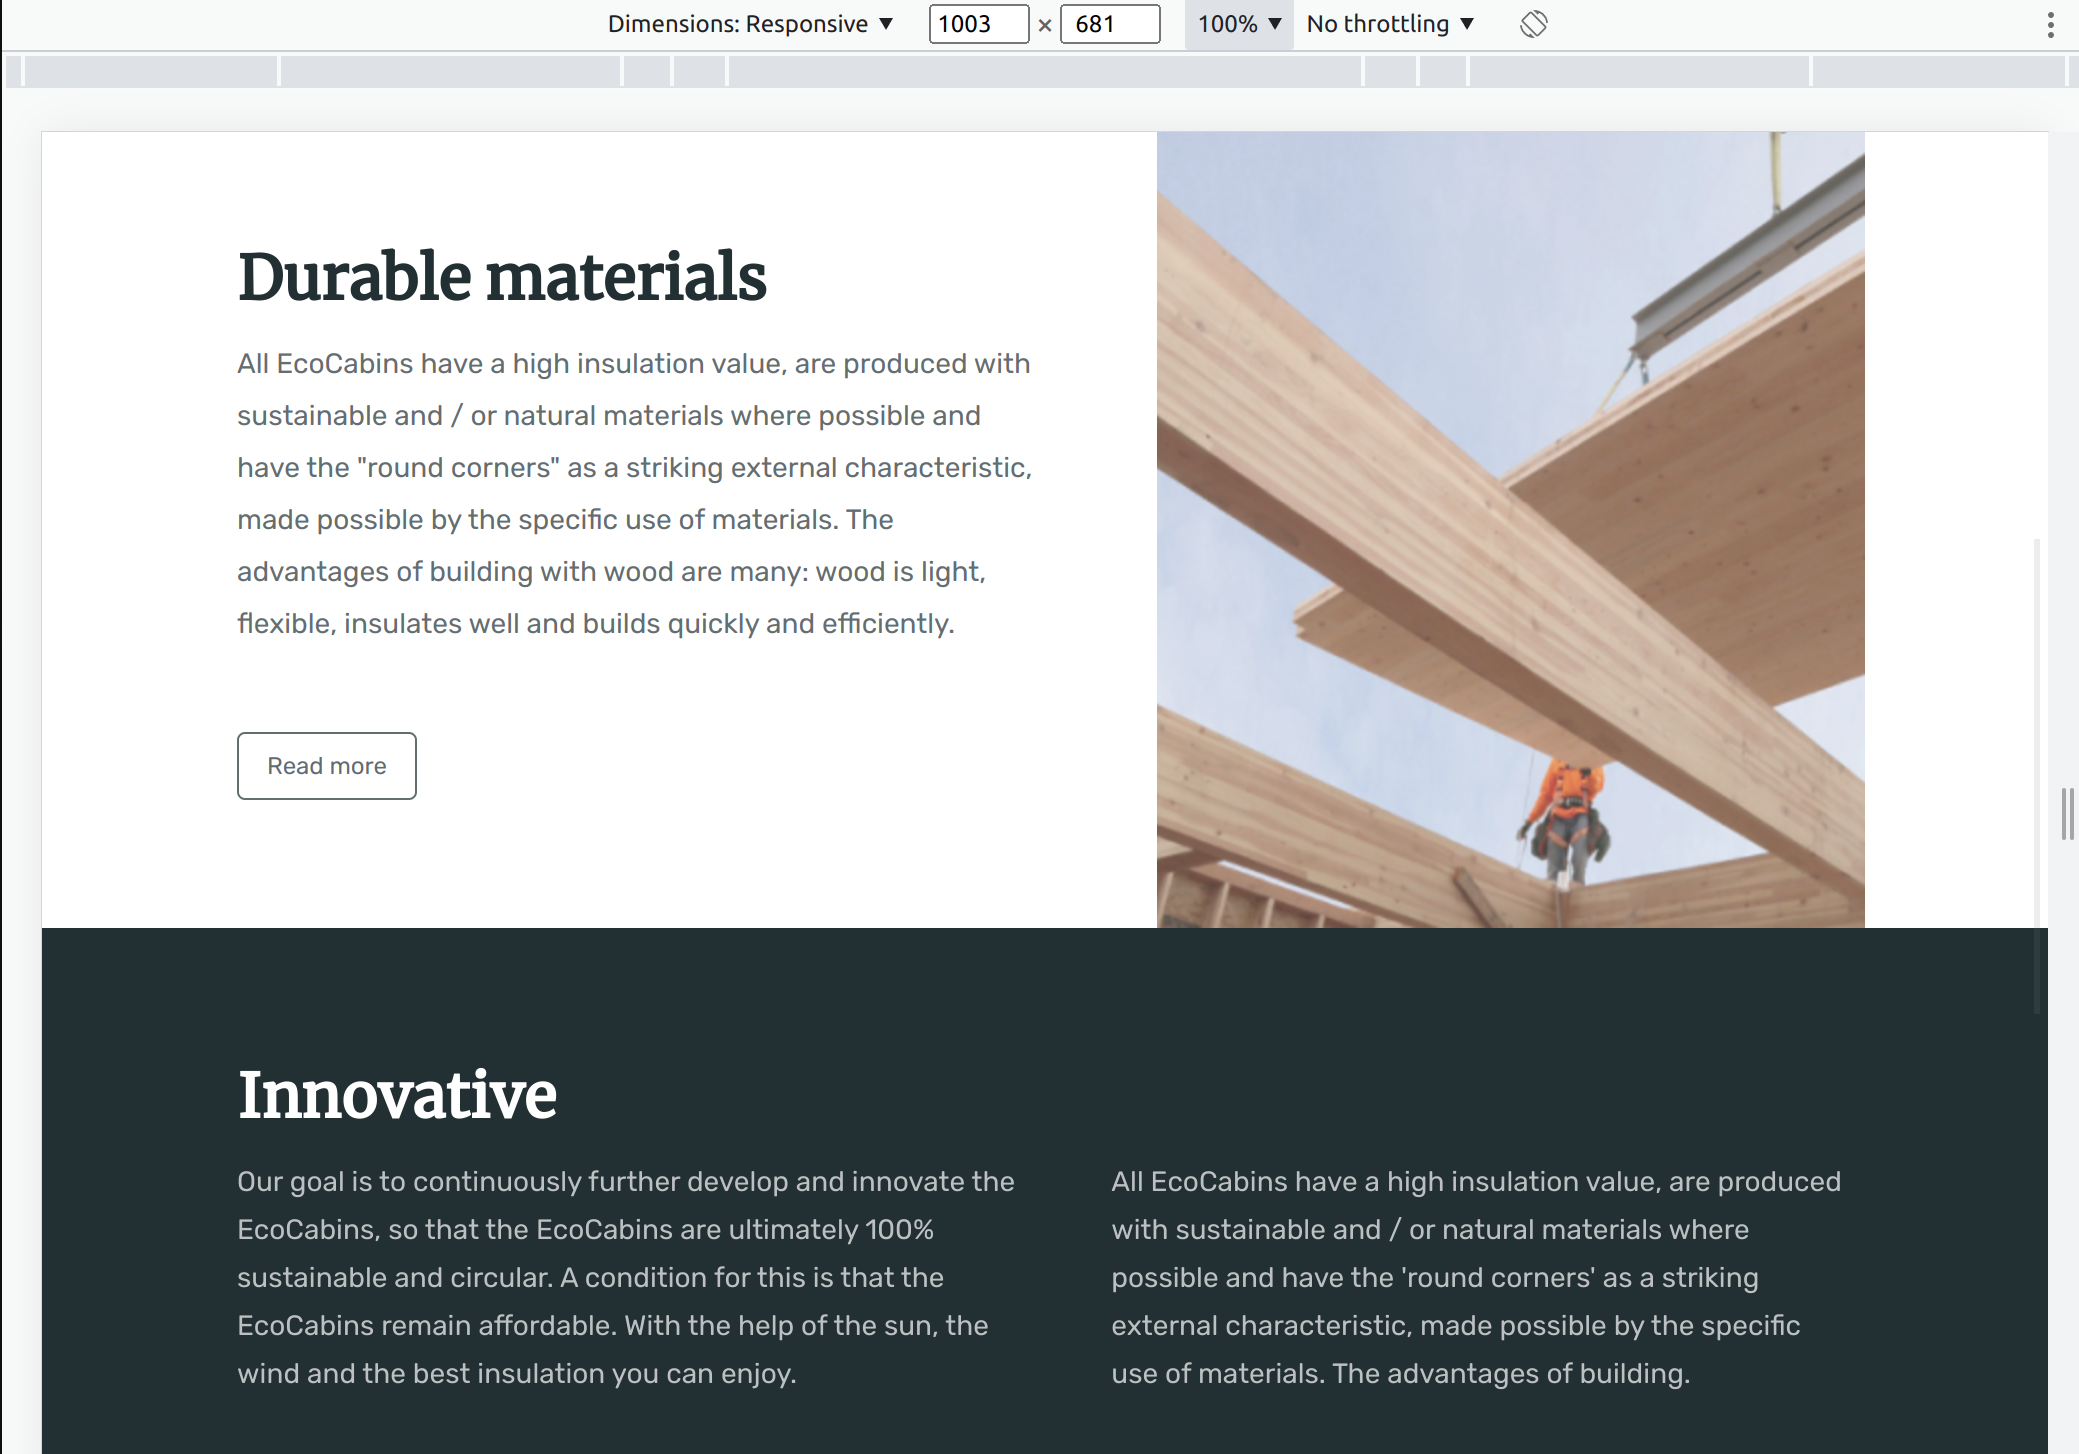 Dimensions: Responsive ▼ 1003 × 681 100% ▼ No throttling ▼
Durable materials
All EcoCabins have a high insulation value, are produced with
sustainable and / or natural materials where possible and
have the "round corners" as a striking external characteristic,
made possible by the specific use of materials. The
advantages of building with wood are many: wood is light,
flexible, insulates well and builds quickly and efficiently.
Read more
Innovative
Our goal is to continuously further develop and innovate the
EcoCabins, so that the EcoCabins are ultimately 100%
sustainable and circular. A condition for this is that the
EcoCabins remain affordable. With the help of the sun, the
wind and the best insulation you can enjoy.
All EcoCabins have a high insulation value, are produced
with sustainable and / or natural materials where
possible and have the 'round corners' as a striking
external characteristic, made possible by the specific
use of materials. The advantages of building.